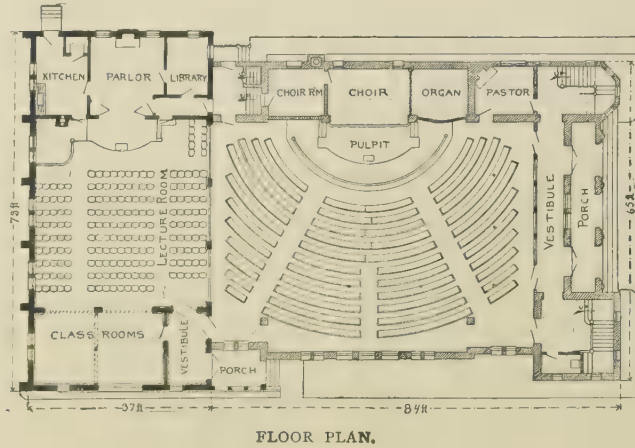 KITCHEN
PARLOR
LIBRARY
CHOIR RM
CHOIR
ORGAN
PASTOR
PULPIT
LECTURE ROOM
VESTIBULE
PORCH
73ft
65ft
CLASS ROOMS
VESTIBULE
PORCH
37ft
84ft
FLOOR PLAN.